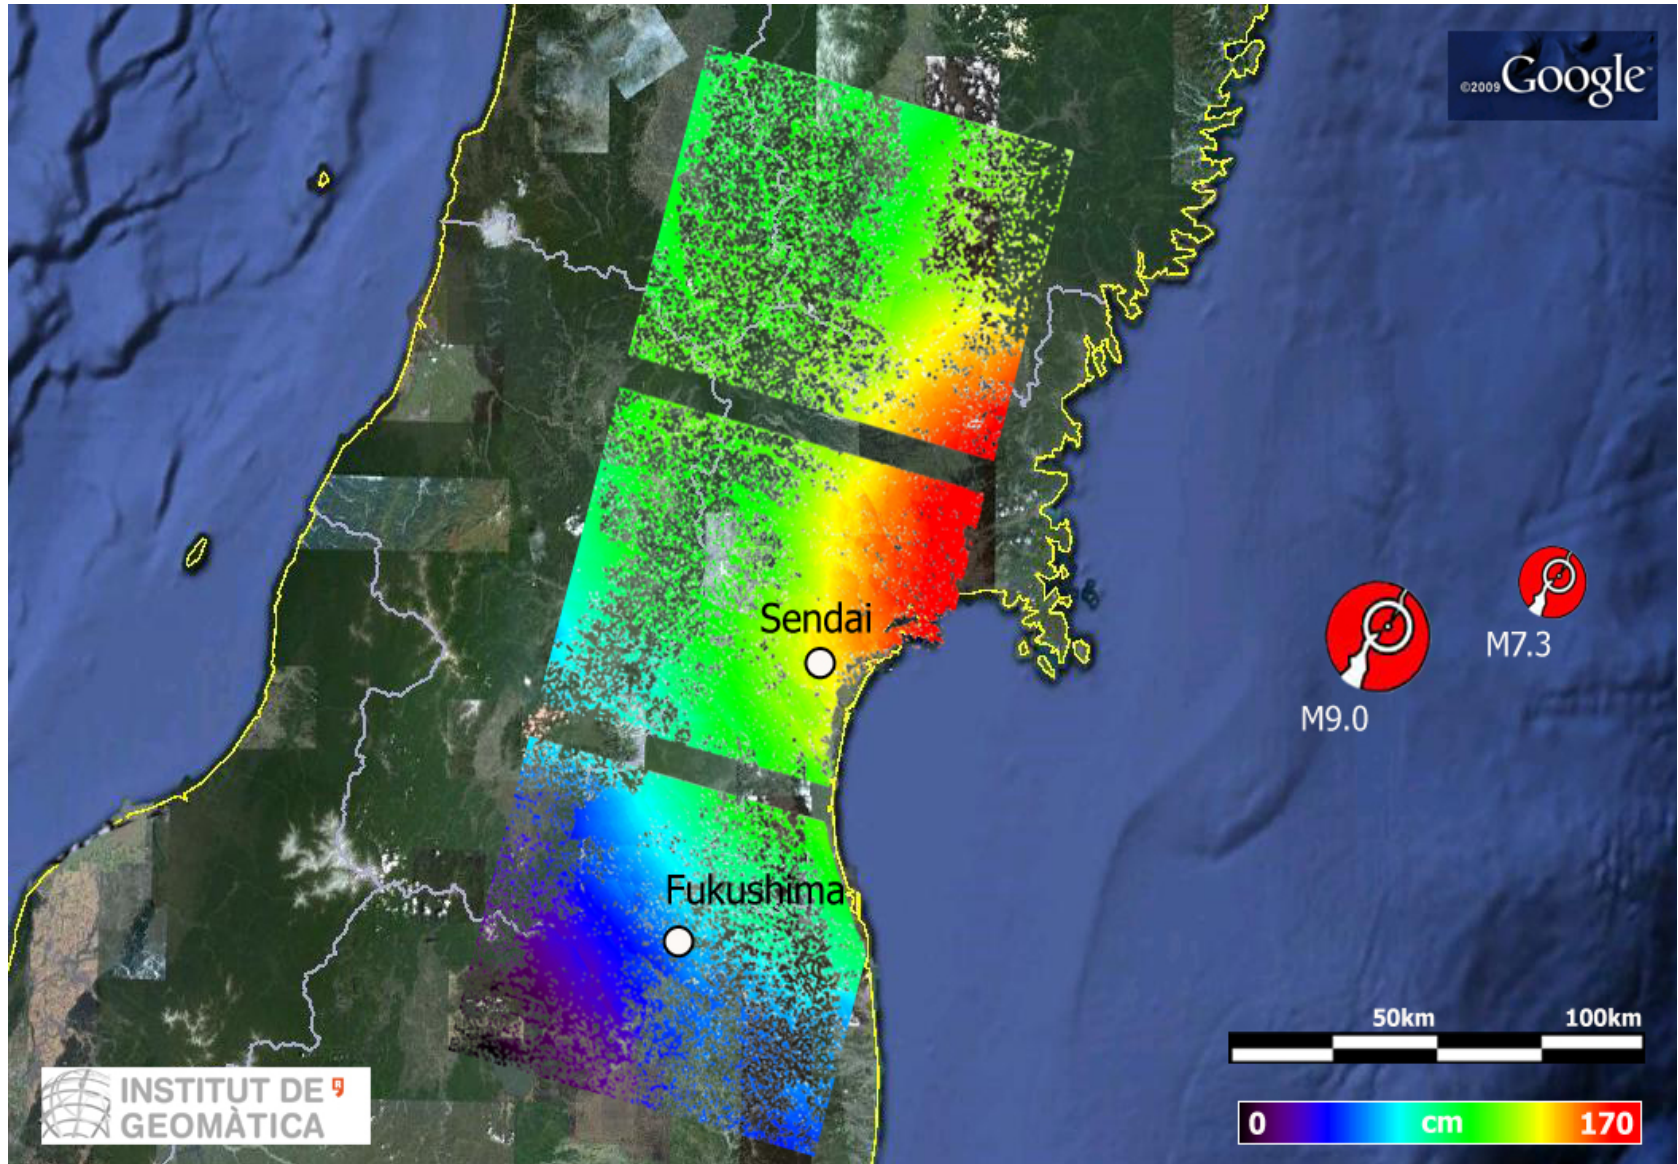 ©2009 Google
Sendai
M7.3
M9.0
Fukushima
50km 100km
INSTITUT DE R
GEOMÀTICA
0 cm 170